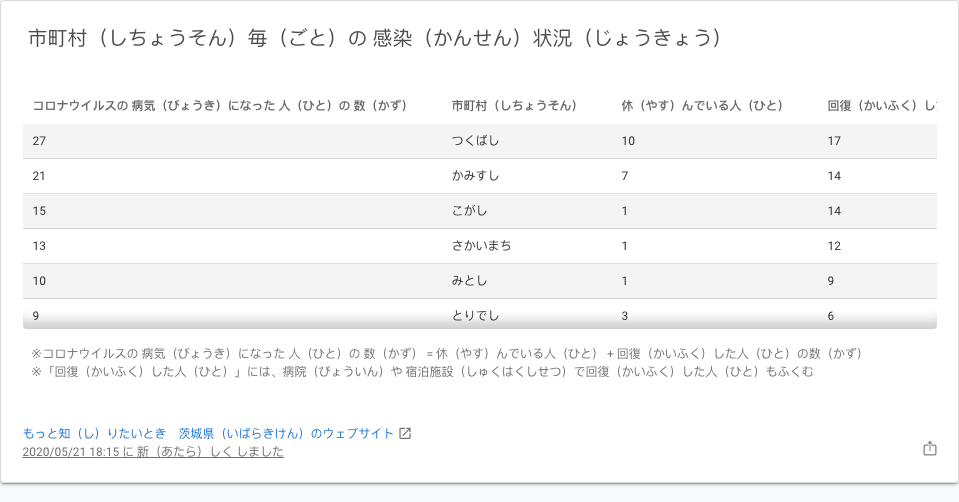 市町村（しちょうそん）毎（ごと）の 感染（かんせん）状況（じょうきょう）
コロナウイルスの 病気（びょうき）になった 人（ひと）の 数（かず） 市町村（しちょうそん） 休（やす）んでいる人（ひと） 回復（かいふく）し
27 つくばし 10 17
21 かみすし 7 14
15 こがし 1 14
13 さかいまち 1 12
10 みとし 1 9
9 とりでし 3 6
※コロナウイルスの 病気（びょうき）になった 人（ひと）の 数（かず） = 休（やす）んでいる人（ひと） + 回復（かいふく）した人（ひと）の数（かず）
※「回復（かいふく）した人（ひと）」には、病院（びょういん）や 宿泊施設（しゅくはくしせつ）で回復（かいふく）した人（ひと）もふくむ
もっと知（し）りたいとき　茨城県（いばらきけん）のウェブサイト
2020/05/21 18:15 に 新（あたら）しく しました